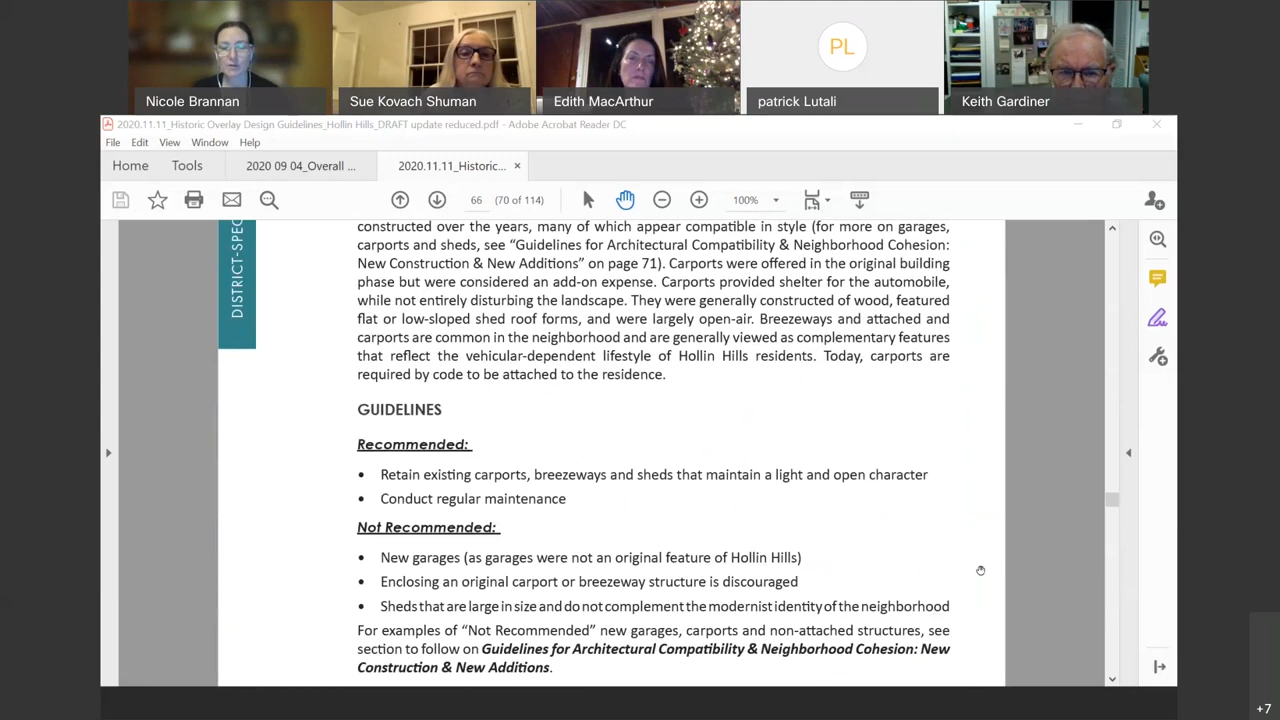 PL
Nicole Brannan
Sue Kovach Shuman
Edith MacArthur
patrick Lutali
Keith Gardiner
2020.11.11_Historic Overlay Design Guidelines_Hollin Hills_DRAFT update reduced.pdf - Adobe Acrobat Reader DC
File Edit View Window Help
Home Tools 2020 09 04_Overall ... 2020.11.11_Historic... ×
66 (70 of 114) 100%
DISTRICT-SPEC
constructed over the years, many of which appear compatible in style (for more on garages,
carports and sheds, see “Guidelines for Architectural Compatibility & Neighborhood Cohesion:
New Construction & New Additions” on page 71). Carports were offered in the original building
phase but were considered an add-on expense. Carports provided shelter for the automobile,
while not entirely disturbing the landscape. They were generally constructed of wood, featured
flat or low-sloped shed roof forms, and were largely open-air. Breezeways and attached and
carports are common in the neighborhood and are generally viewed as complementary features
that reflect the vehicular-dependent lifestyle of Hollin Hills residents. Today, carports are
required by code to be attached to the residence.
GUIDELINES
Recommended:
• Retain existing carports, breezeways and sheds that maintain a light and open character
• Conduct regular maintenance
Not Recommended:
• New garages (as garages were not an original feature of Hollin Hills)
• Enclosing an original carport or breezeway structure is discouraged
• Sheds that are large in size and do not complement the modernist identity of the neighborhood
For examples of “Not Recommended” new garages, carports and non-attached structures, see
section to follow on Guidelines for Architectural Compatibility & Neighborhood Cohesion: New
Construction & New Additions.
+7